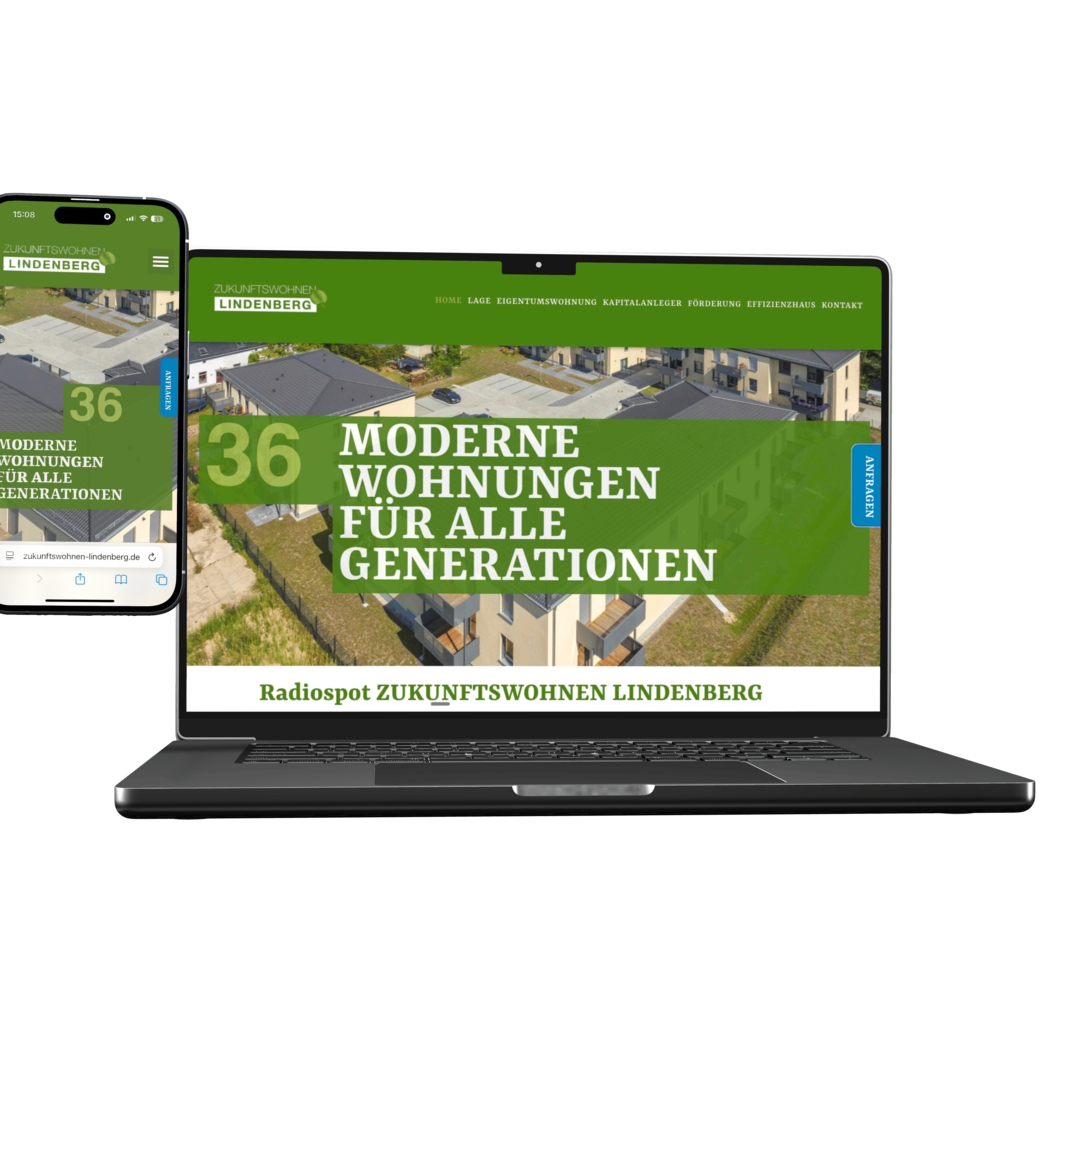 15:08
ZUKUNFTSWOHNEN
LINDENBERG
36
MODERNE
WOHNUNGEN
FÜR ALLE
GENERATIONEN
ANFRAGEN
zukunftswohnen-lindenberg.de
ZUKUNFTSWOHNEN
LINDENBERG
HOME LAGE EIGENTUMSWOHNUNG KAPITALANLEGER FÖRDERUNG EFFIZIENZHAUS KONTAKT
36
MODERNE
WOHNUNGEN
FÜR ALLE
GENERATIONEN
ANFRAGEN
Radiospot ZUKUNFTSWOHNEN LINDENBERG